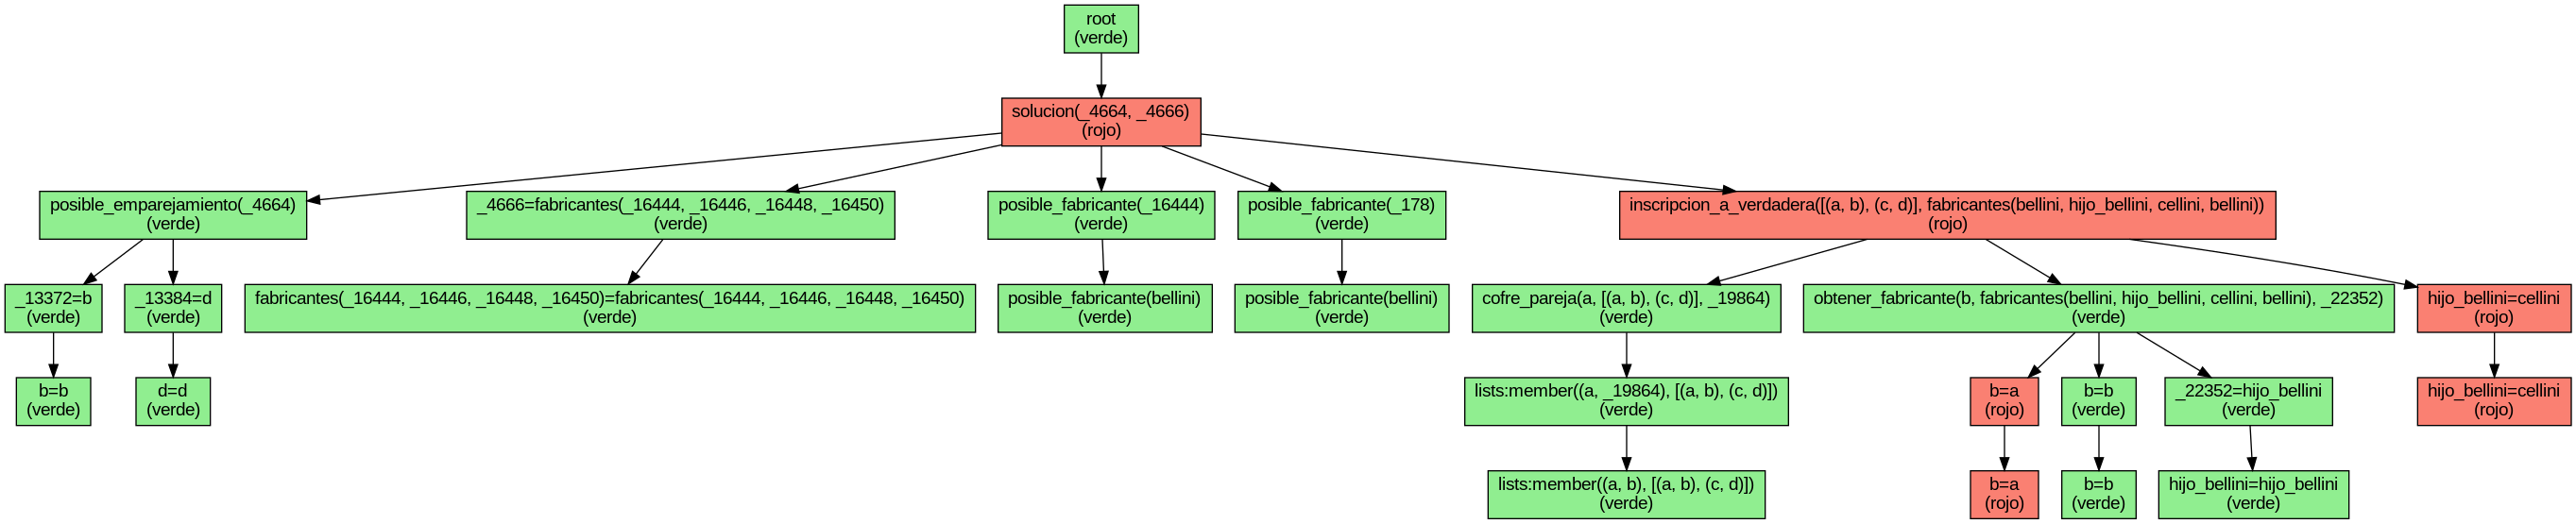 root
(verde)
solucion(_4664, _4666)
(rojo)
posible_emparejamiento(_4664)
(verde)
_4666=fabricantes(_16444, _16446, _16448, _16450)
(verde)
posible_fabricante(_16444)
(verde)
posible_fabricante(_178)
(verde)
inscripcion_a_verdadera([(a, b), (c, d)], fabricantes(bellini, hijo_bellini, cellini, bellini))
(rojo)
_13372=b
(verde)
_13384=d
(verde)
fabricantes(_16444, _16446, _16448, _16450)=fabricantes(_16444, _16446, _16448, _16450)
(verde)
posible_fabricante(bellini)
(verde)
posible_fabricante(bellini)
(verde)
cofre_pareja(a, [(a, b), (c, d)], _19864)
(verde)
obtener_fabricante(b, fabricantes(bellini, hijo_bellini, cellini, bellini), _22352)
(verde)
hijo_bellini=cellini
(rojo)
b=b
(verde)
d=d
(verde)
lists:member((a, _19864), [(a, b), (c, d)])
(verde)
b=a
(rojo)
b=b
(verde)
_22352=hijo_bellini
(verde)
hijo_bellini=cellini
(rojo)
lists:member((a, b), [(a, b), (c, d)])
(verde)
b=a
(rojo)
b=b
(verde)
hijo_bellini=hijo_bellini
(verde)